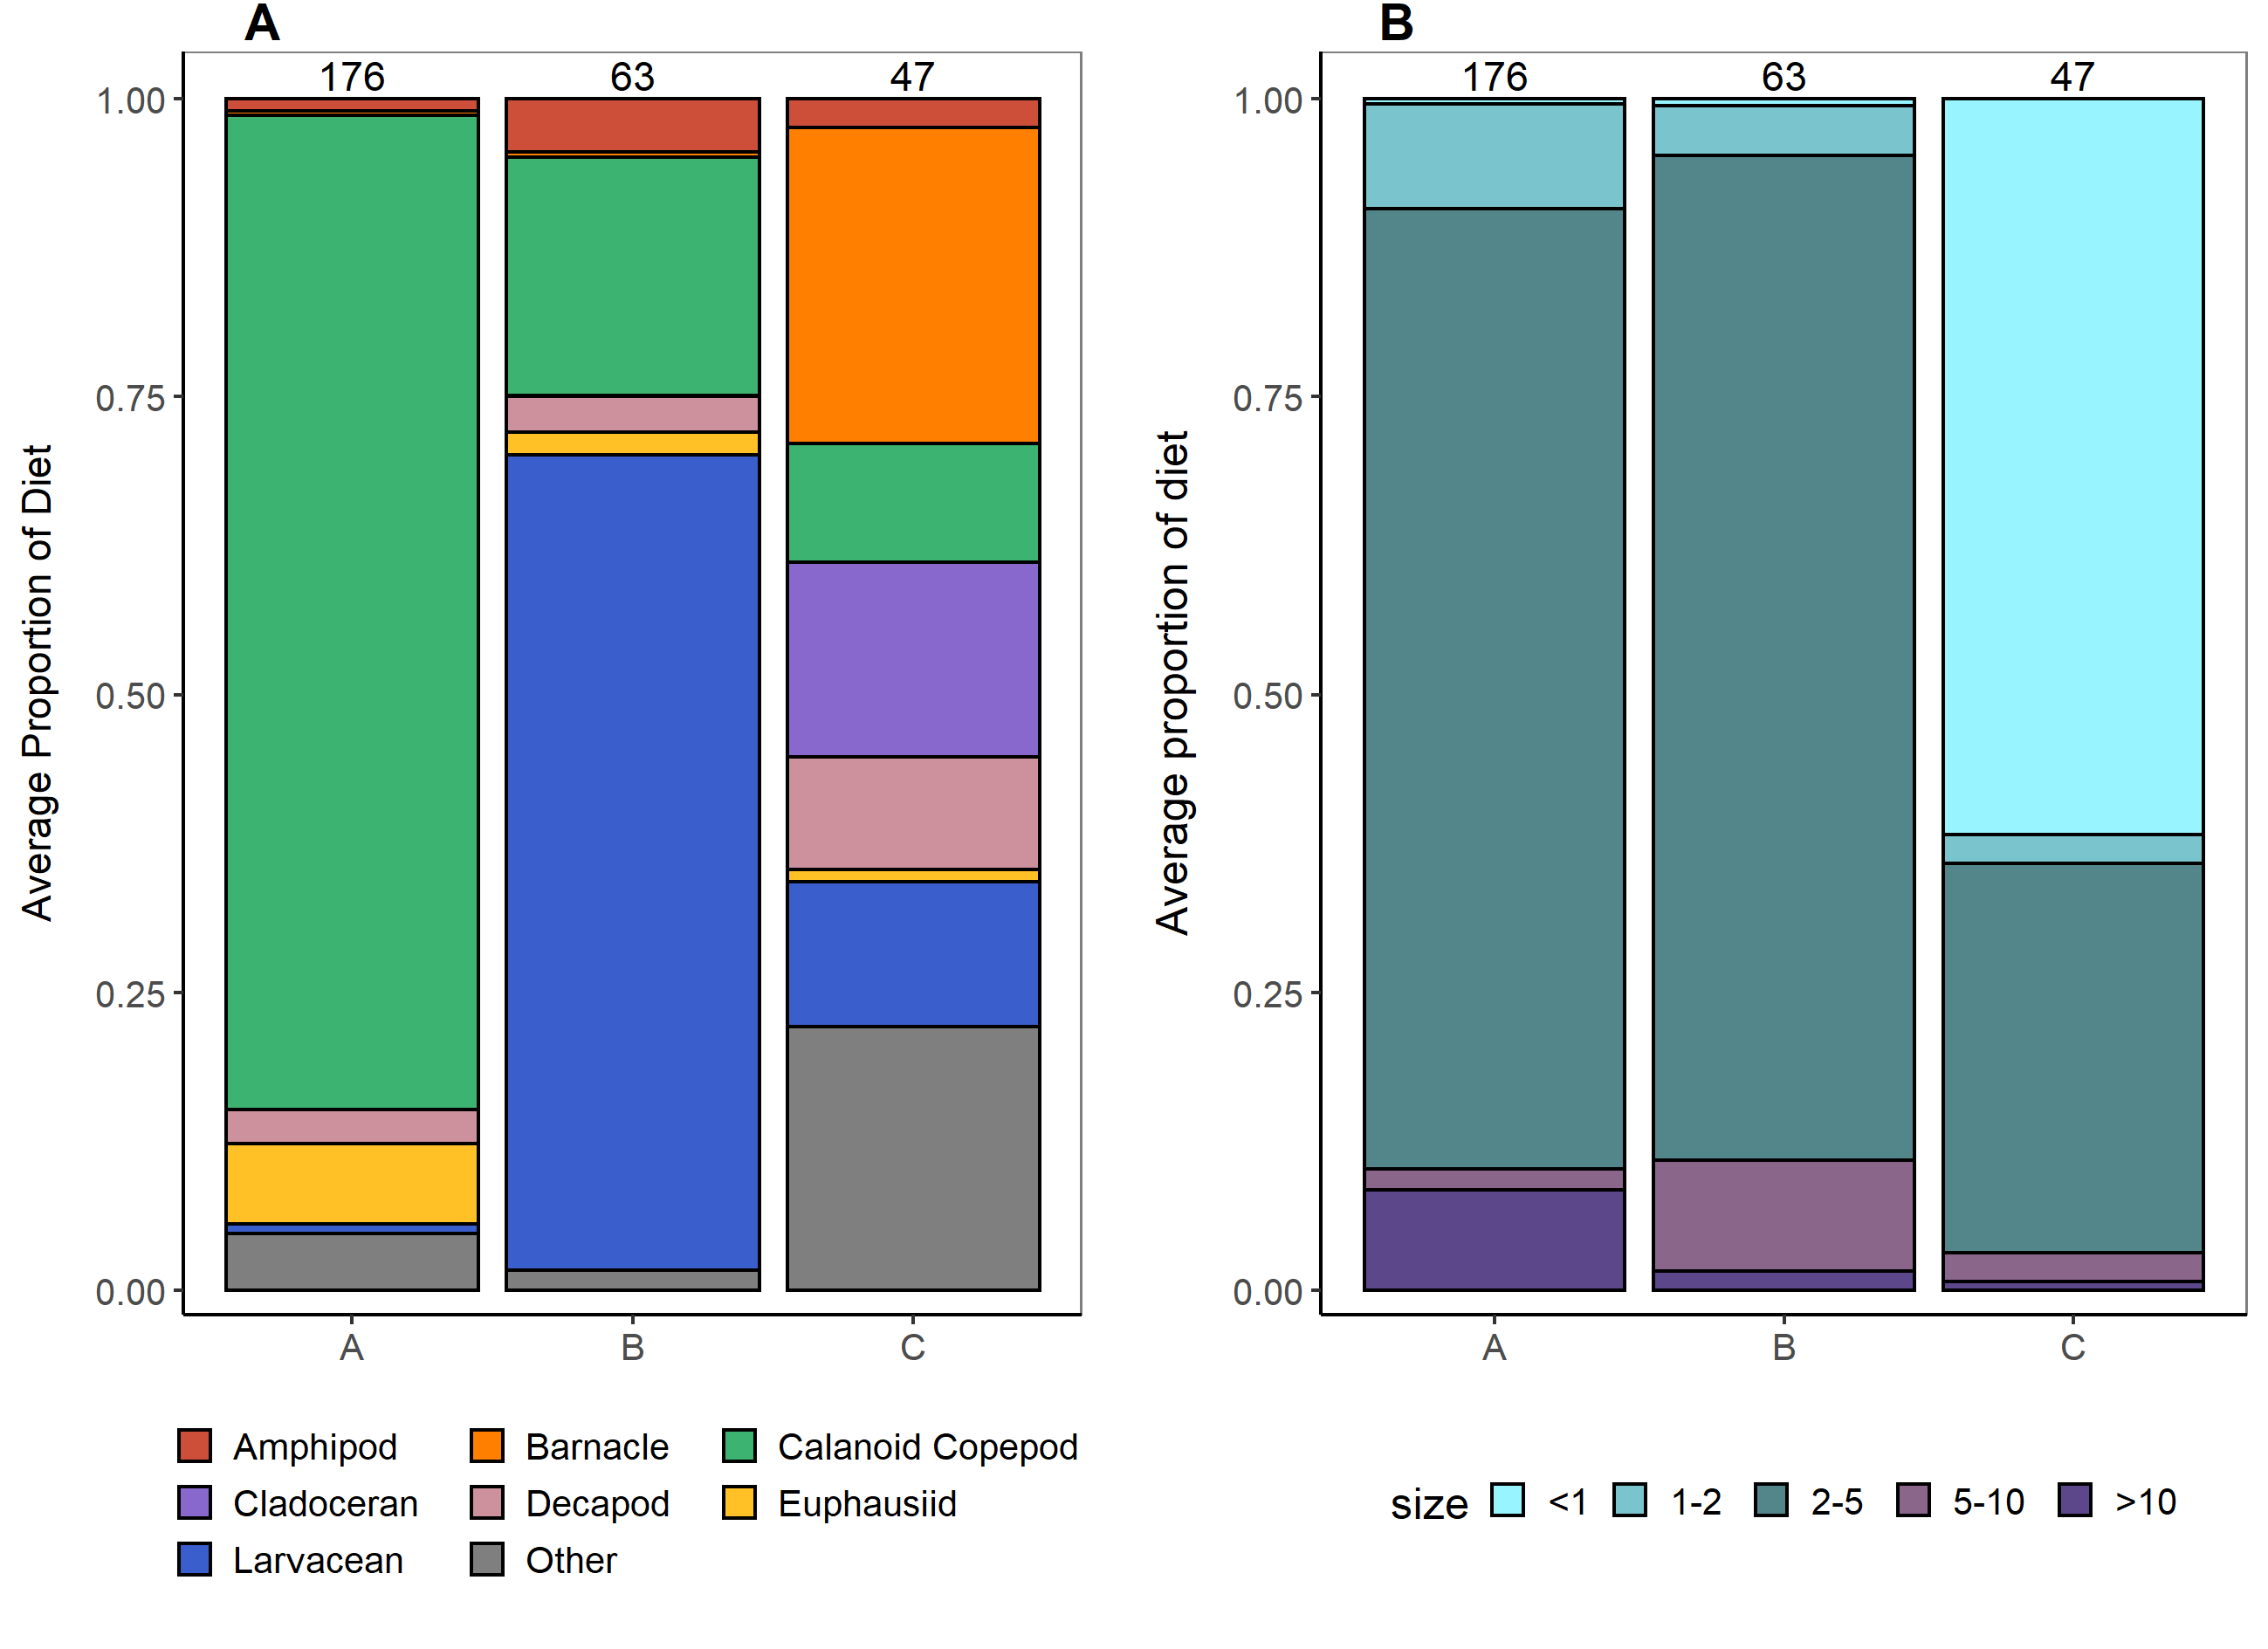 A
176 63 47
1.00
0.75
0.50
0.25
0.00
Average Proportion of Diet
A B C
Amphipod Barnacle Calanoid Copepod
Cladoceran Decapod Euphausiid
Larvacean Other
B
176 63 47
1.00
0.75
0.50
0.25
0.00
Average proportion of diet
A B C
size <1 1-2 2-5 5-10 >10